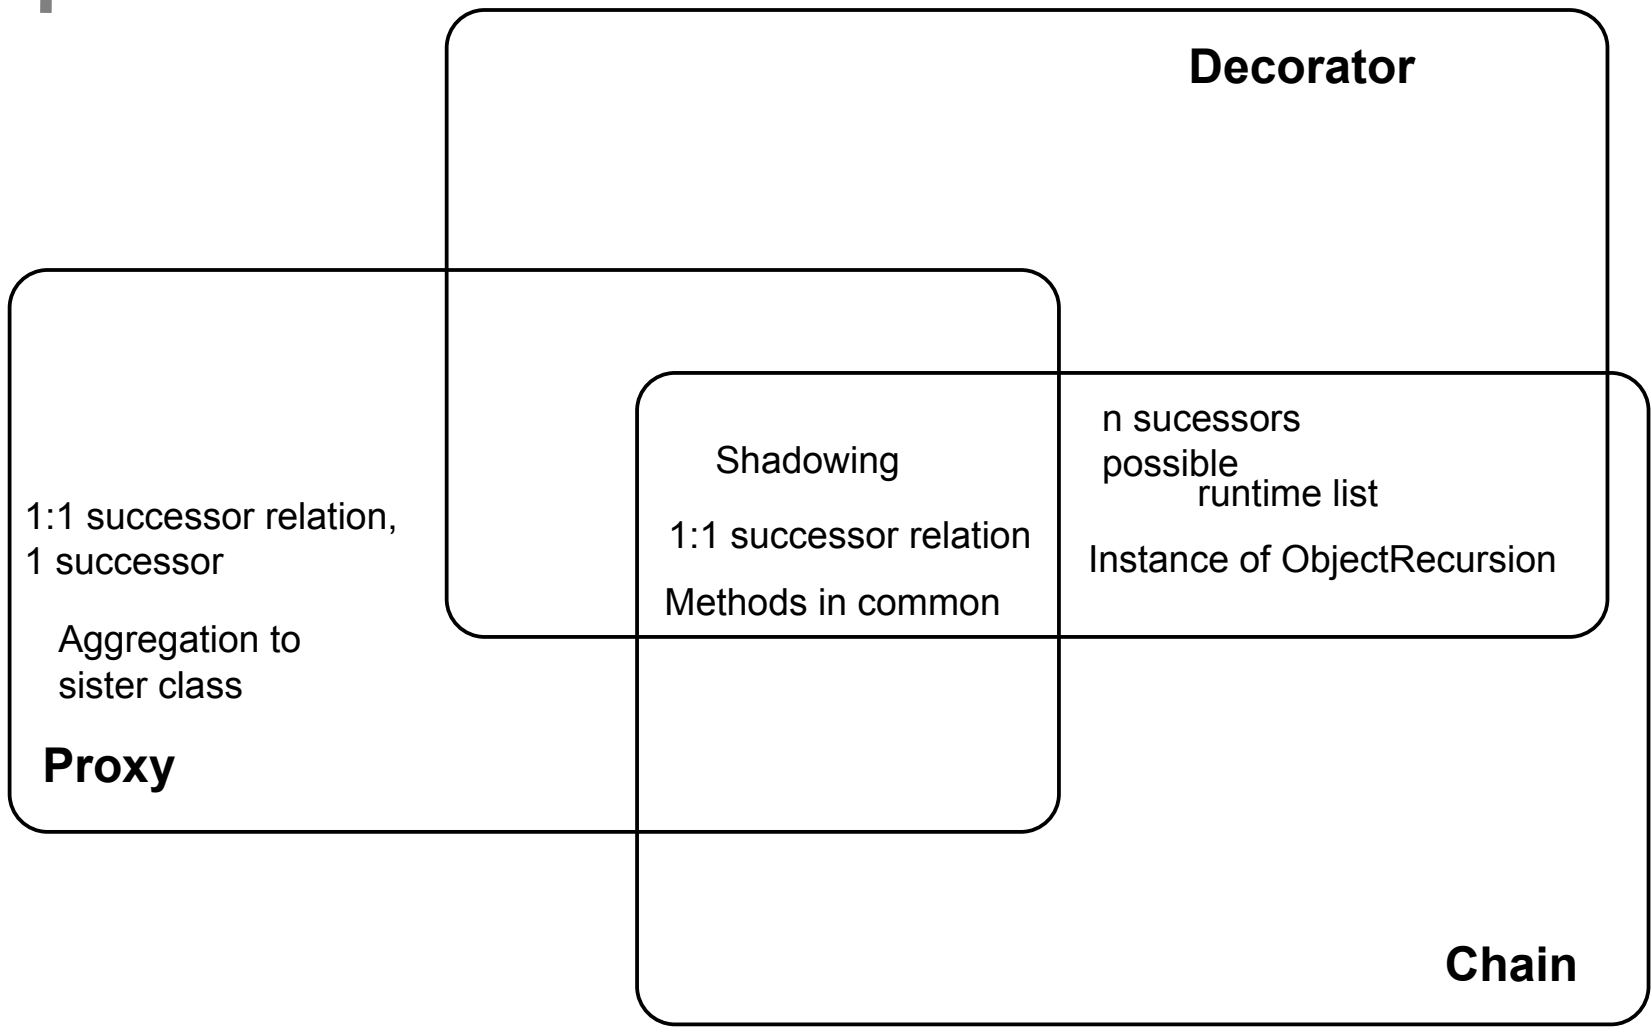 Decorator
n sucessors
possible
runtime list
Instance of ObjectRecursion
Shadowing
1:1 successor relation
Methods in common
1:1 successor relation,
1 successor
Aggregation to
sister class
Proxy
Chain